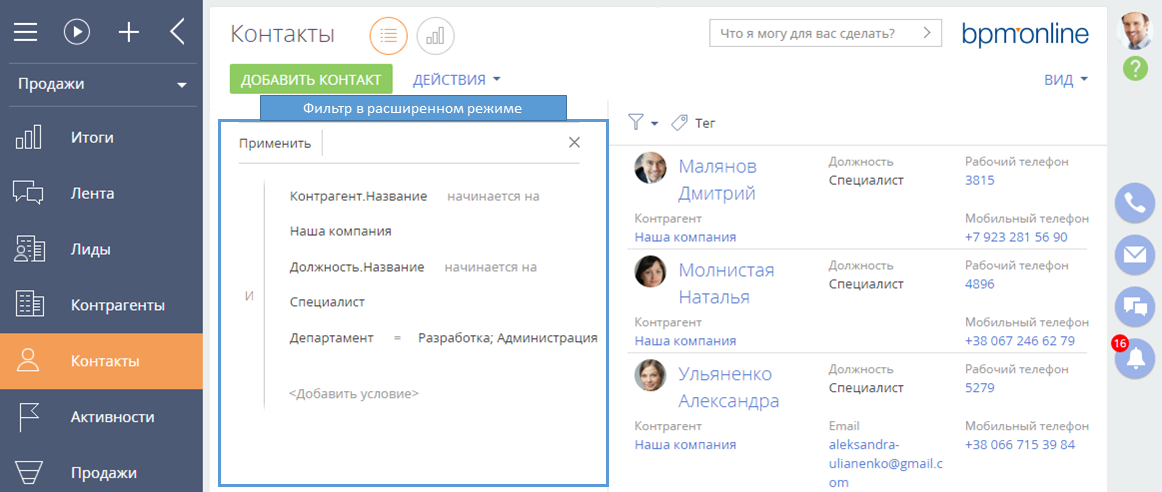 Контакты
Что я могу для вас сделать?
bpm'online
Продажи
ДОБАВИТЬ КОНТАКТ
ДЕЙСТВИЯ
ВИД
?
Итоги
Лента
Лиды
Контрагенты
Контакты
Активности
Продажи
Фильтр в расширенном режиме
Применить
Контрагент.Название начинается на
Наша компания
Должность.Название начинается на
И
Специалист
Департамент = Разработка; Администрация
<Добавить условие>
Тег
Малянов
Дмитрий
Должность
Специалист
Рабочий телефон
3815
Контрагент
Наша компания
Мобильный телефон
+7 923 281 56 90
Молнистая
Наталья
Должность
Специалист
Рабочий телефон
4896
Контрагент
Наша компания
Мобильный телефон
+38 067 246 62 79
Ульяненко
Александра
Должность
Специалист
Рабочий телефон
5279
Контрагент
Наша компания
Email
aleksandra-
ulianenko@gmail.c
om
Мобильный телефон
+38 066 715 39 84
16